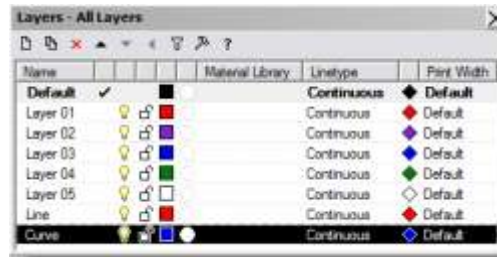 Layers - All Layers
?
Name Material Library Linetype Print Width
Default Continuous Default
Layer 01 Continuous Default
Layer 02 Continuous Default
Layer 03 Continuous Default
Layer 04 Continuous Default
Layer 05 Continuous Default
Line Continuous Default
Curve Continuous Default